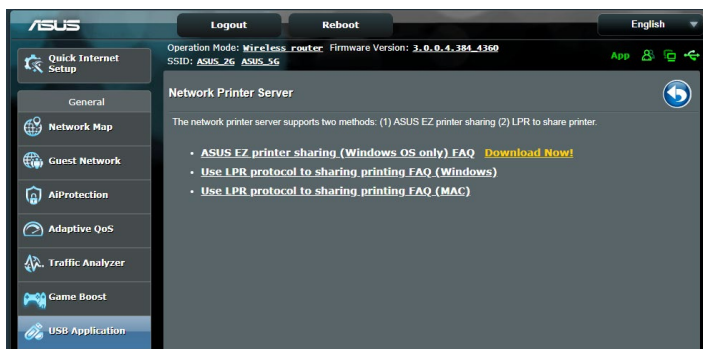 ASUS
Logout
Reboot
English
Operation Mode: Wireless router Firmware Version: 3.0.0.4.384_4360
SSID: ASUS_2G ASUS_5G
App
Quick Internet
Setup
General
Network Map
Guest Network
AiProtection
Adaptive QoS
Traffic Analyzer
Game Boost
USB Application
Network Printer Server
The network printer server supports two methods: (1) ASUS EZ printer sharing (2) LPR to share printer.
• ASUS EZ printer sharing (Windows OS only) FAQ Download Now!
• Use LPR protocol to sharing printing FAQ (Windows)
• Use LPR protocol to sharing printing FAQ (MAC)